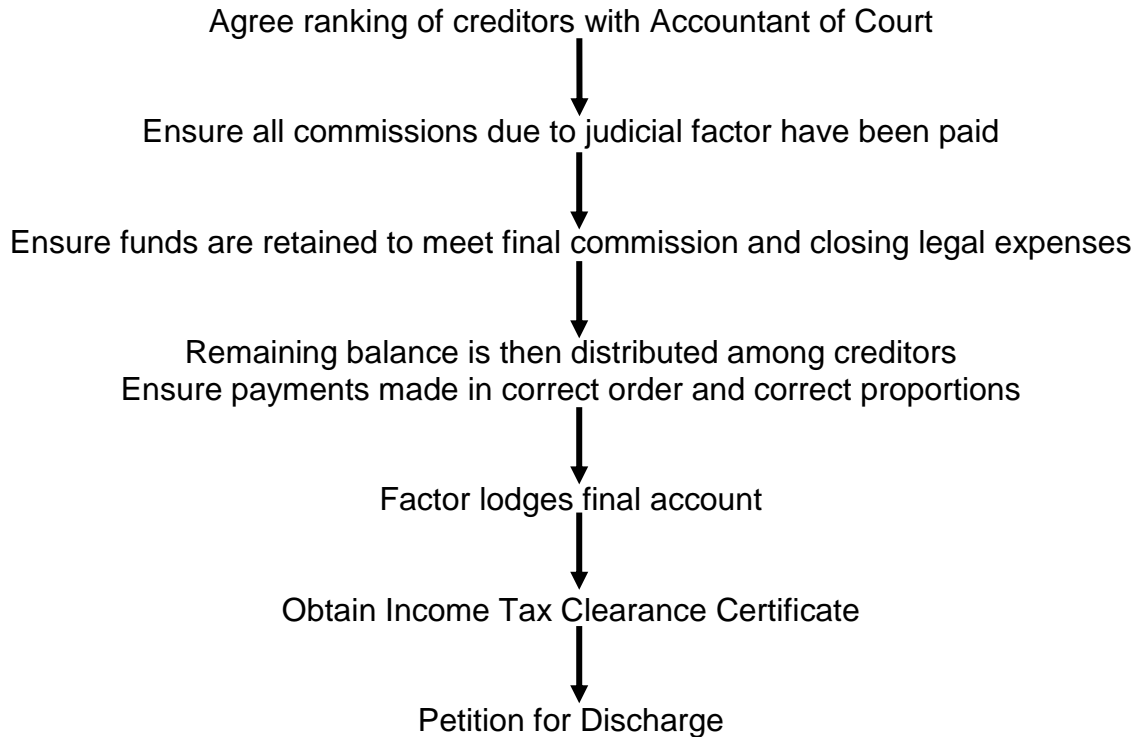 Agree ranking of creditors with Accountant of Court
Ensure all commissions due to judicial factor have been paid
Ensure funds are retained to meet final commission and closing legal expenses
Remaining balance is then distributed among creditors
Ensure payments made in correct order and correct proportions
Factor lodges final account
Obtain Income Tax Clearance Certificate
Petition for Discharge